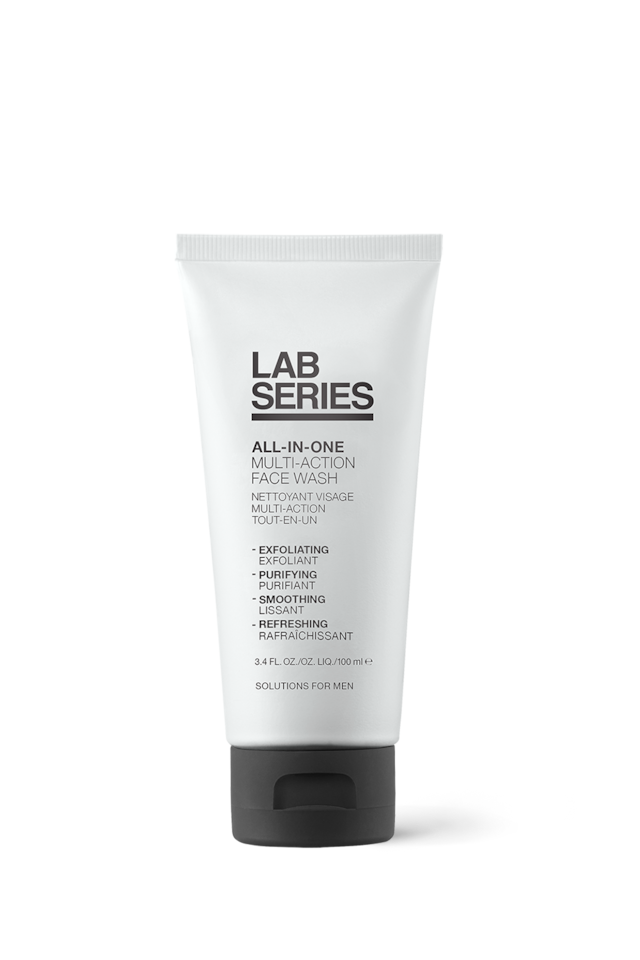 LAB
SERIES
ALL-IN-ONE
MULTI-ACTION
FACE WASH
NETTOYANT VISAGE
MULTI-ACTION
TOUT-EN-UN
- EXFOLIATING
EXFOLIANT
- PURIFYING
PURIFIANT
- SMOOTHING
LISSANT
- REFRESHING
RAFRAÎCHISSANT
3.4 FL. OZ./OZ. LIQ./100 ml ℮
SOLUTIONS FOR MEN